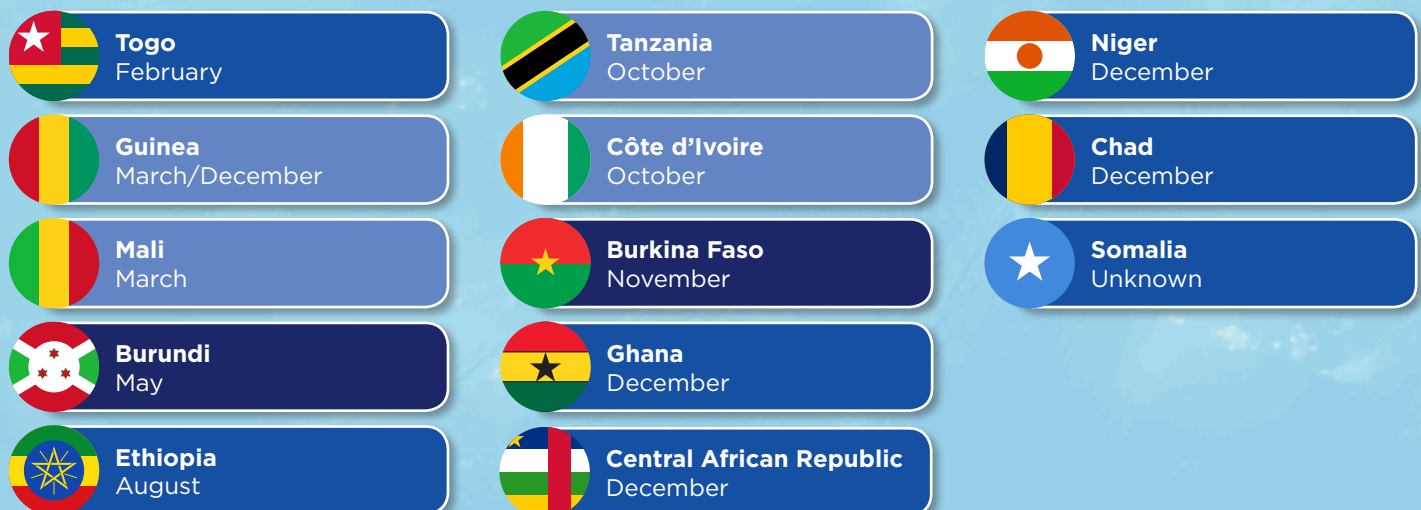 Togo
February
Guinea
March/December
Mali
March
Burundi
May
Ethiopia
August
Tanzania
October
Côte d’Ivoire
October
Burkina Faso
November
Ghana
December
Central African Republic
December
Niger
December
Chad
December
Somalia
Unknown